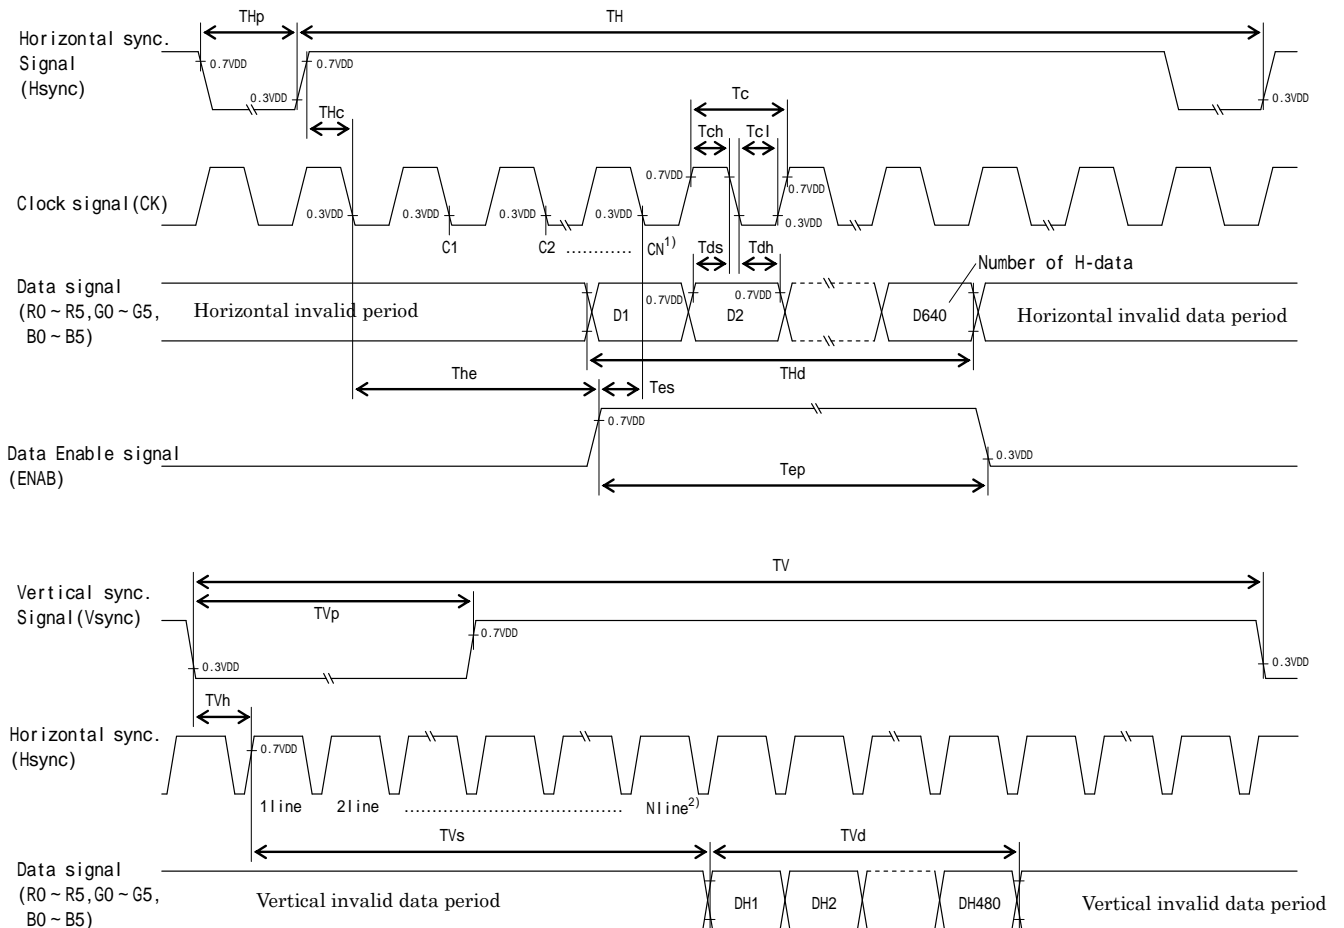 THp
TH
Horizontal sync.
Signal
(Hsync)
0.7VDD
0.3VDD
0.7VDD
0.3VDD
THc
Tc
Tch
Tcl
Clock signal(CK)
0.3VDD
0.3VDD
0.3VDD
0.3VDD
0.7VDD
0.7VDD
0.3VDD
C1
C2
............
CN1)
Tds
Tdh
Number of H-data
Data signal
(R0~R5,G0~G5,
B0~B5)
Horizontal invalid period
D1
0.7VDD
D2
0.7VDD
D640
Horizontal invalid data period
The
Tes
THd
0.7VDD
Data Enable signal
(ENAB)
Tep
0.3VDD
TV
Vertical sync.
Signal(Vsync)
TVp
0.3VDD
0.7VDD
0.3VDD
TVh
Horizontal sync.
(Hsync)
0.7VDD
1line
2line
.......................................
Nline2)
TVs
TVd
Data signal
(R0~R5,G0~G5,
B0~B5)
Vertical invalid data period
DH1
DH2
DH480
Vertical invalid data period